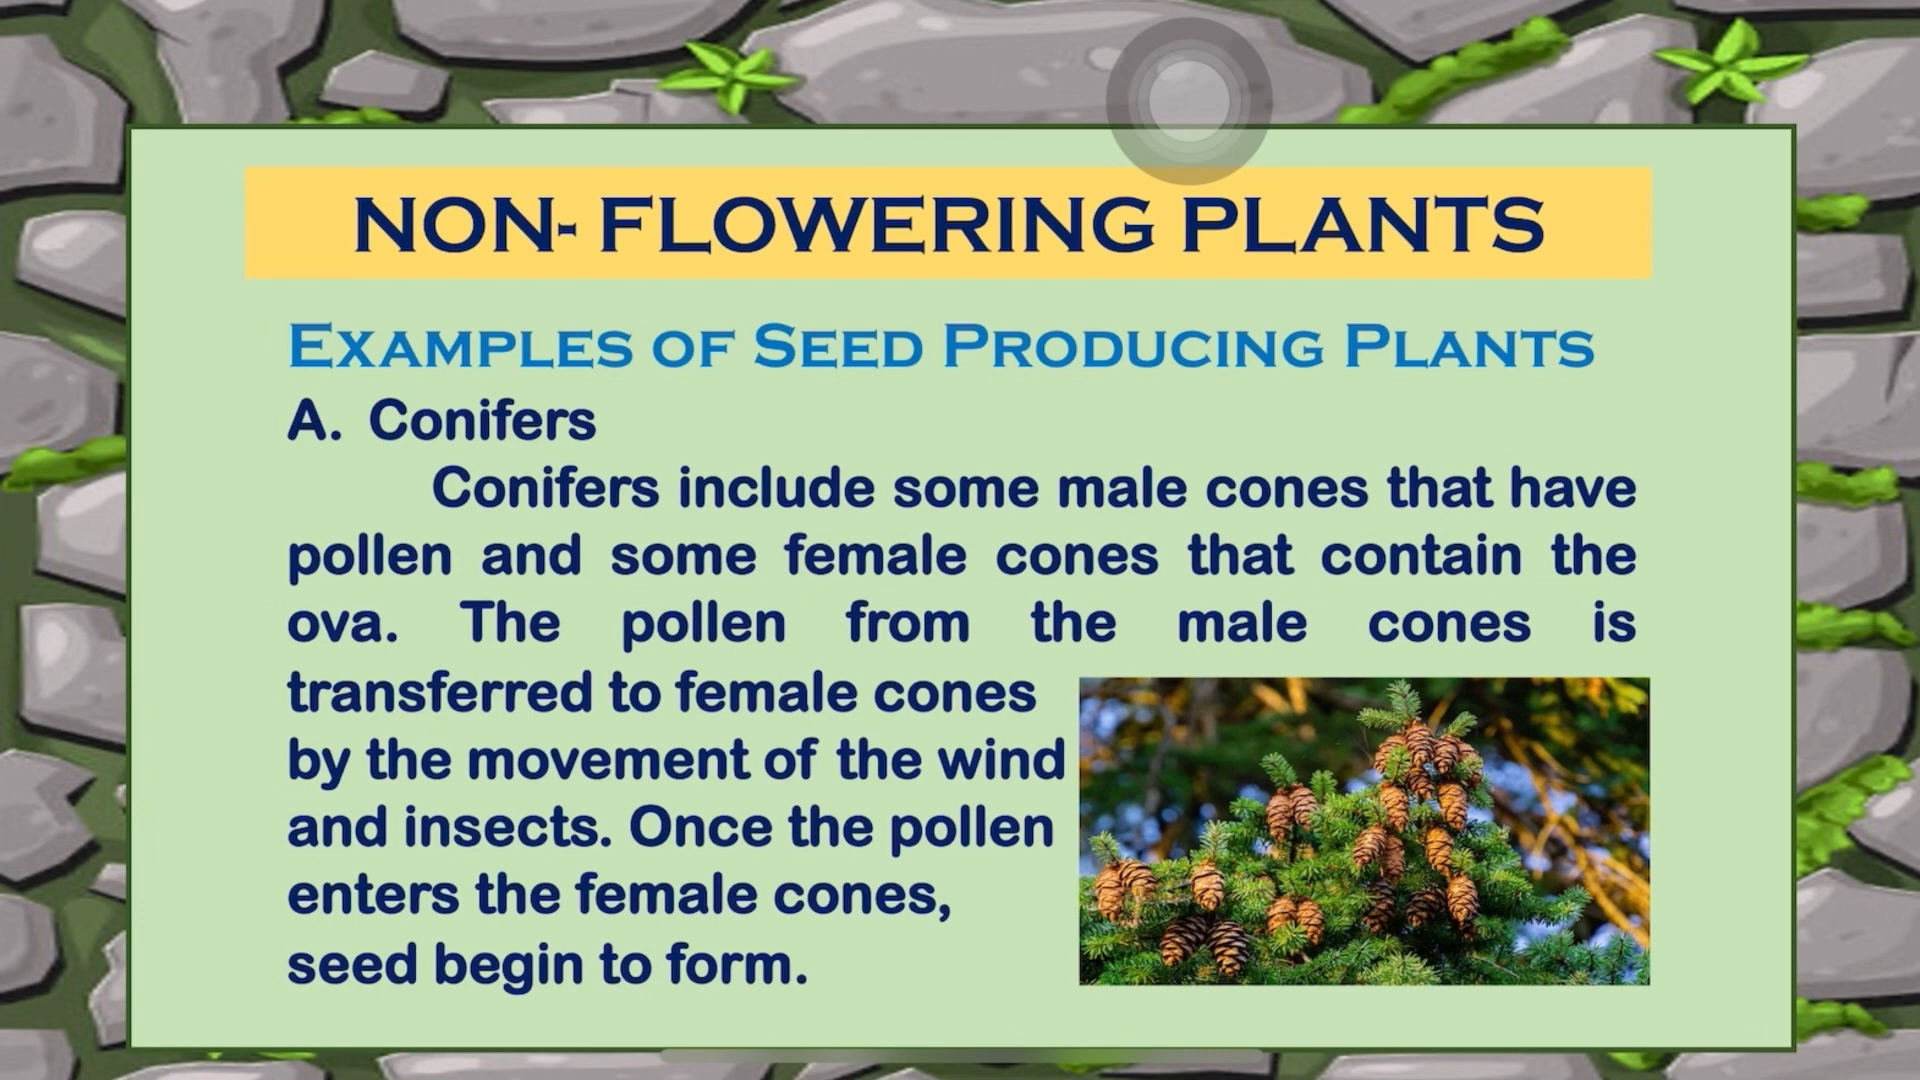 NON- FLOWERING PLANTS
EXAMPLES OF SEED PRODUCING PLANTS
A. Conifers
Conifers include some male cones that have
pollen and some female cones that contain the
ova. The pollen from the male cones is
transferred to female cones
by the movement of the wind
and insects. Once the pollen
enters the female cones,
seed begin to form.